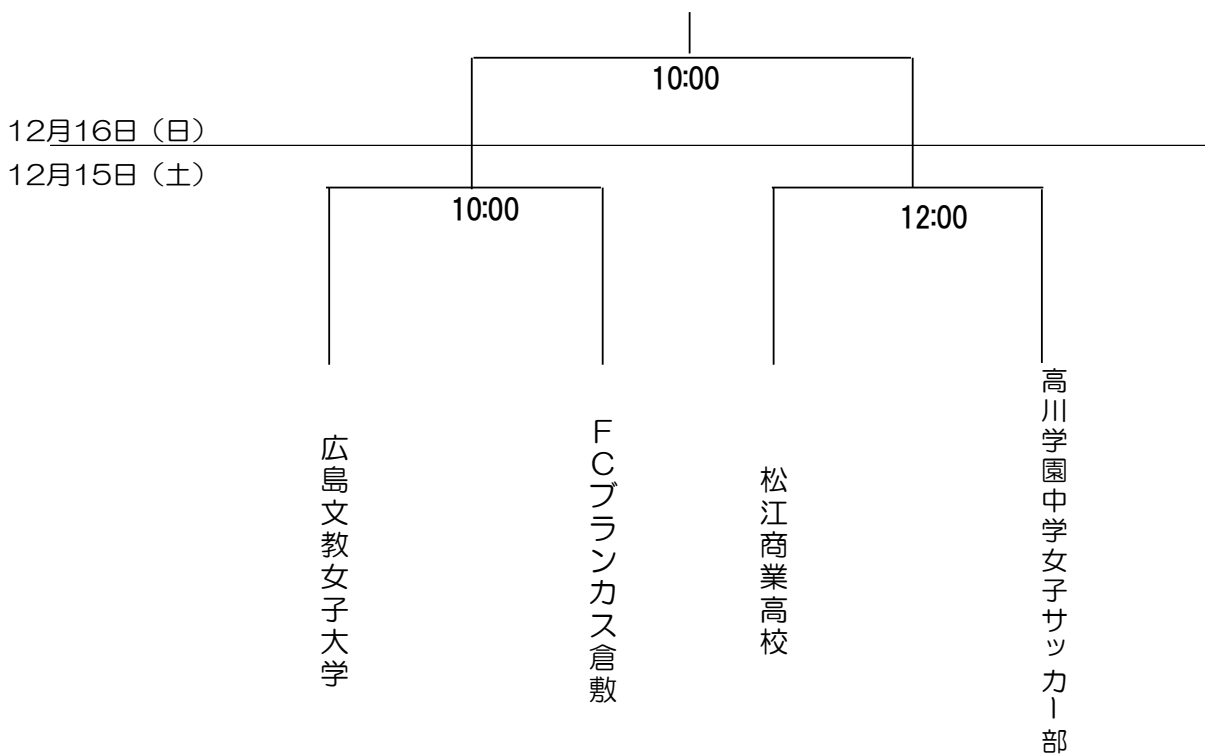 10:00
12月16日（日）
12月15日（土）
10:00
12:00
広島文教女子大学
FCブランカス倉敷
松江商業高校
高川学園中学女子サッカー部